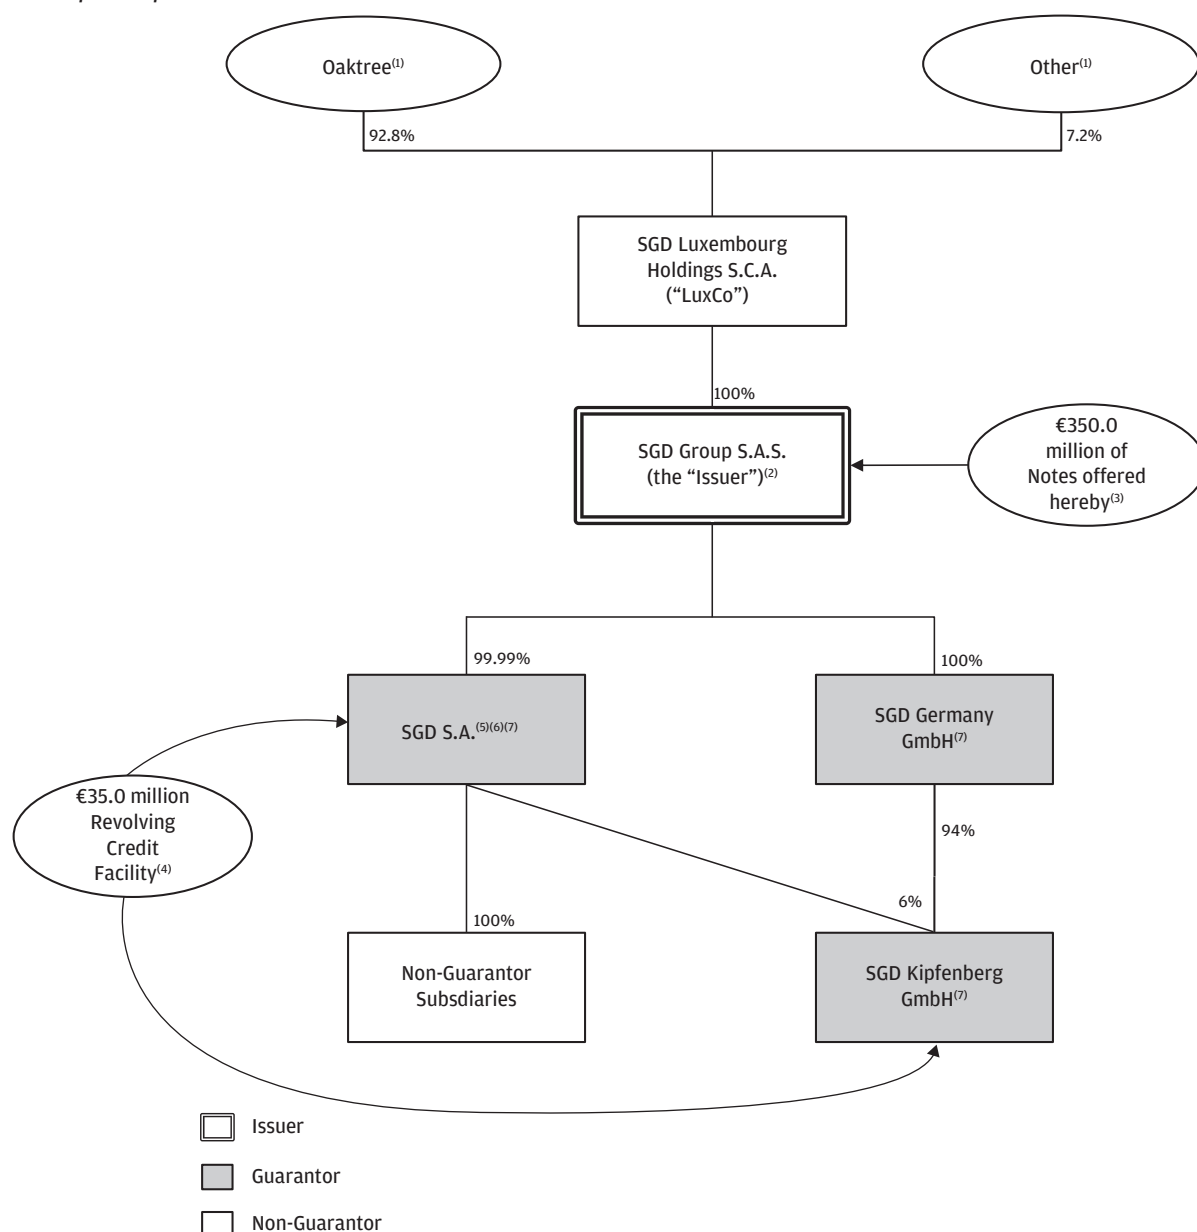 Oaktree(1)
Other(1)
92.8%
7.2%
SGD Luxembourg
Holdings S.C.A.
(“LuxCo”)
100%
SGD Group S.A.S.
(the “Issuer”)(2)
€350.0
million of
Notes offered
hereby(3)
99.99%
100%
SGD S.A.(5)(6)(7)
SGD Germany
GmbH(7)
€35.0 million
Revolving
Credit
Facility(4)
94%
6%
100%
Non-Guarantor
Subsdiaries
SGD Kipfenberg
GmbH(7)
Issuer
Guarantor
Non-Guarantor